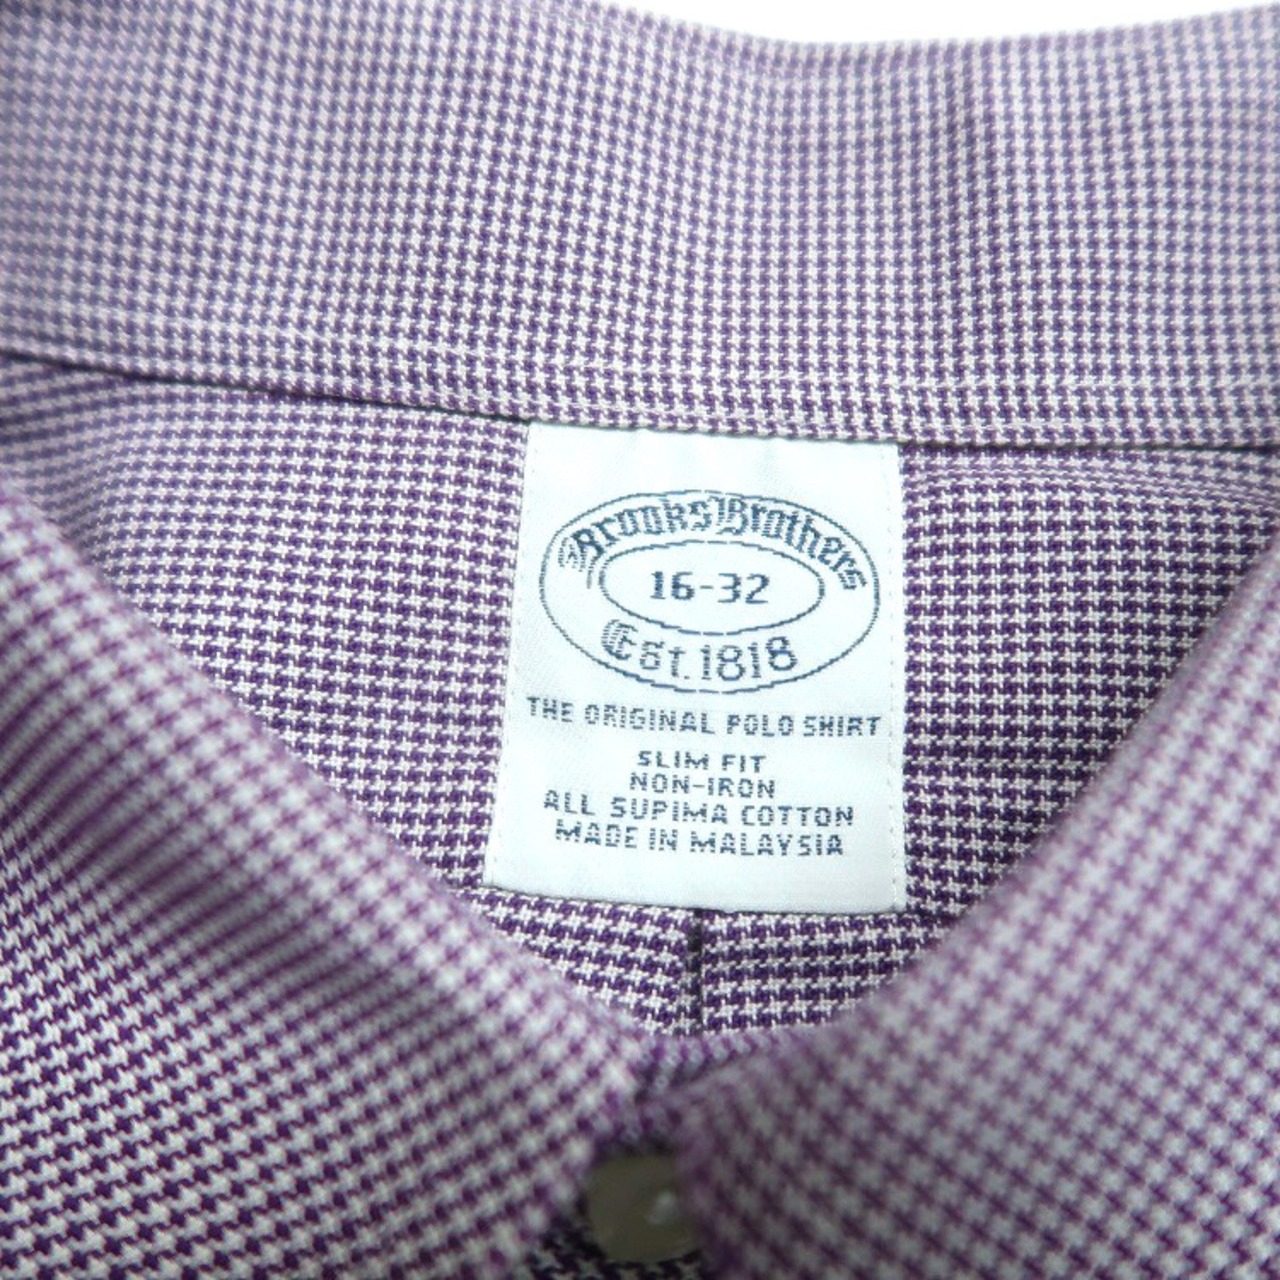 Brooks Brothers
16-32
Est. 1818
THE ORIGINAL POLO SHIRT
SLIM FIT
NON-IRON
ALL SUPIMA COTTON
MADE IN MALAYSIA